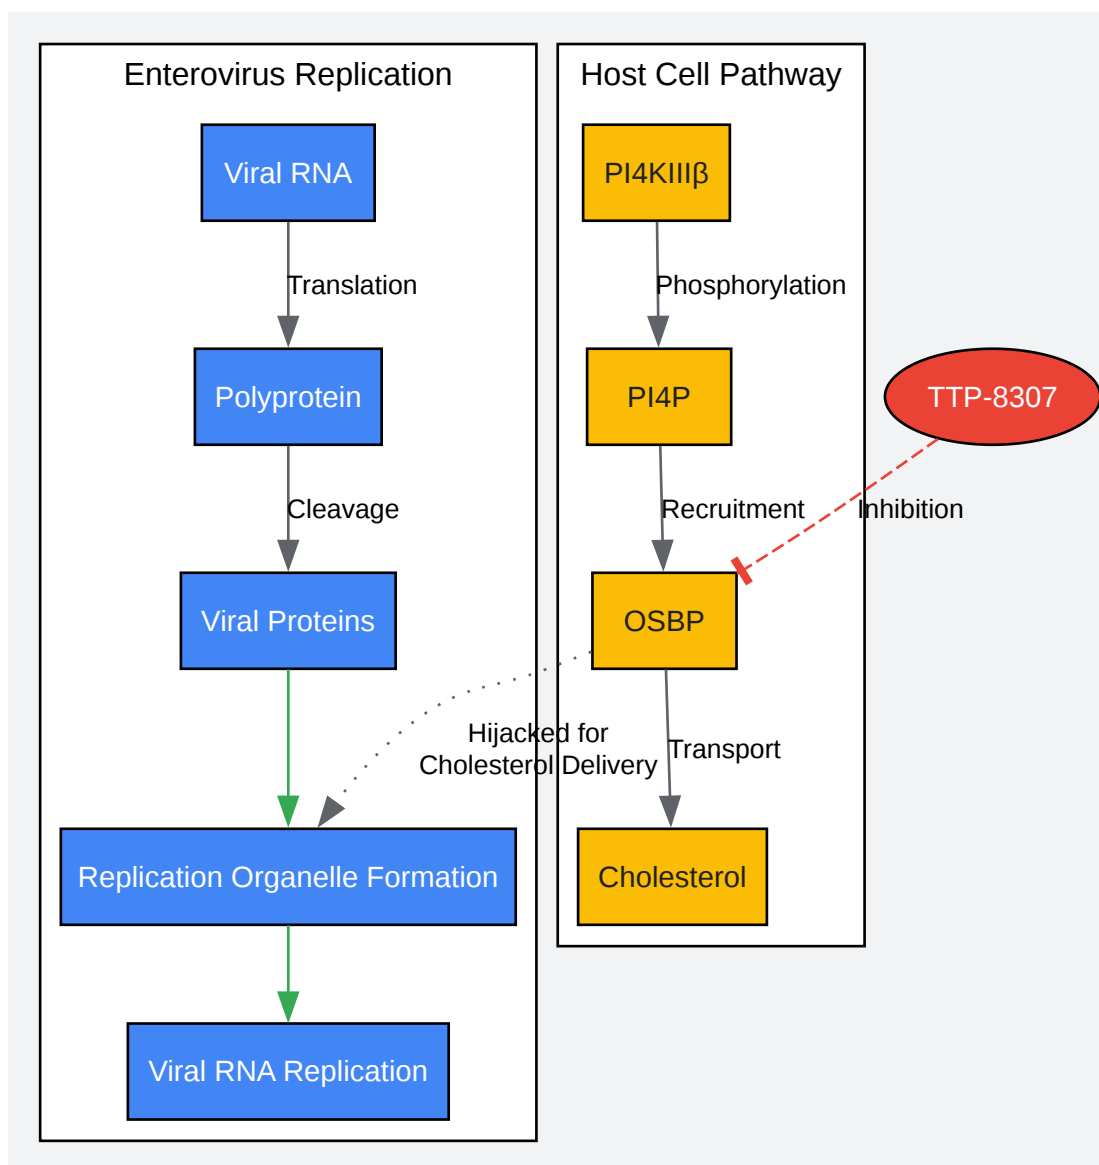 Enterovirus Replication
Viral RNA
Translation
Polyprotein
Cleavage
Viral Proteins
Replication Organelle Formation
Viral RNA Replication
Host Cell Pathway
PI4KIIIβ
Phosphorylation
PI4P
Recruitment
OSBP
Hijacked for
Cholesterol Delivery
Transport
Cholesterol
TTP-8307
Inhibition